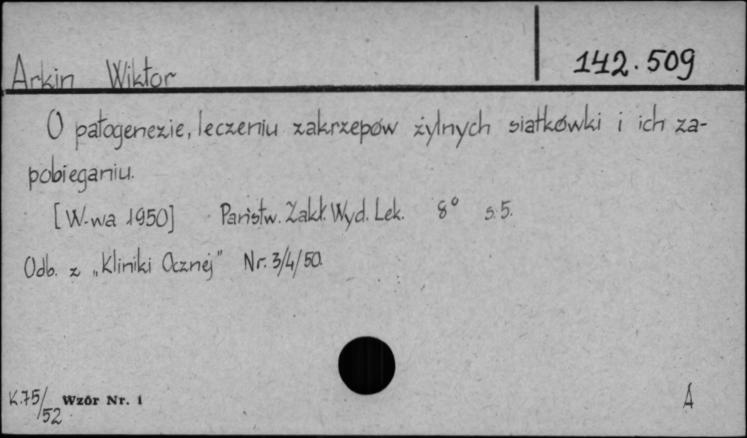 Arkin Wiktor
142.509
O patogenezie, leczeniu zakrzepów żylnych siatkówki i ich za-
pobieganiu.
[W-wa 1950] Państw. Zakł. Wyd. Lek. 8° s. 5.
Odb. z „Kliniki Ocznej" Nr. 3/4/50.
K.75/52 Wzór Nr. 1
A